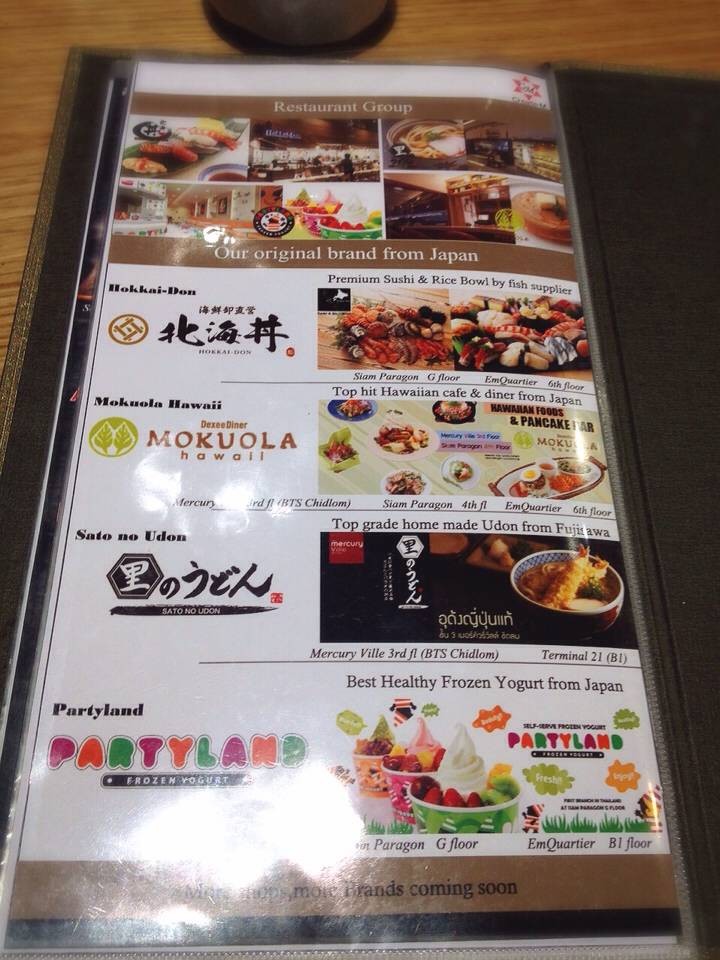 Restaurant Group
Our original brand from Japan
Hokkai-Don
Premium Sushi & Rice Bowl by fish supplier
海鮮卸直営
北海丼
HOKKAI-DON
Siam Paragon G floor EmQuartier 6th floor
Mokuola Hawaii
Top hit Hawaiian cafe & diner from Japan
Dexee Diner
MOKUOLA
hawaii
HAWAIIAN FOODS
& PANCAKE BAR
Mercury Ville 3rd Floor
Siam Paragon 4th Floor
MOKUOLA
Mercury 3rd fl (BTS Chidlom) Siam Paragon 4th fl EmQuartier 6th floor
Sato no Udon
Top grade home made Udon from Fujisawa
里のうどん
SATO NO UDON
mercury
里のうどん
อุด้งญี่ปุ่นแท้
ชั้น 3 เมอร์คิวรี่วิลล์ ชิดลม
Mercury Ville 3rd fl (BTS Chidlom) Terminal 21 (B1)
Best Healthy Frozen Yogurt from Japan
Partyland
PARTYLAND
FROZEN YOGURT
SELF-SERVE FROZEN YOGURT
PARTYLAND
FROZEN YOGURT
Fresh!!
Enjoy!
FIRST BRANCH IN THAILAND
AT SIAM PARAGON G FLOOR
Paragon G floor EmQuartier B1 floor
More shops,more Brands coming soon